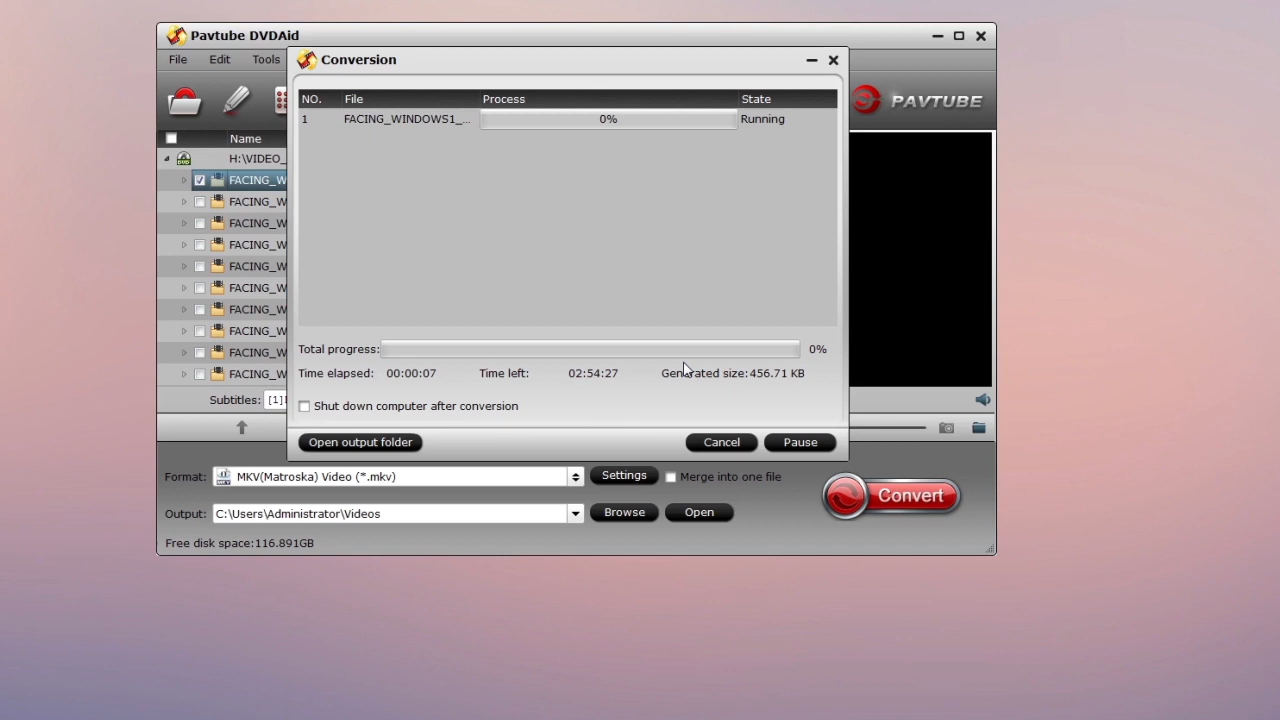 Pavtube DVDAid
File Edit Tools
Conversion
PAVTUBE
NO. File Process State
1 FACING_WINDOWS1_... 0% Running
Name
H:\VIDEO_
FACING_W
FACING_W
FACING_W
FACING_W
FACING_W
FACING_W
FACING_W
FACING_W
FACING_W
FACING_W
Total progress: 0%
Time elapsed: 00:00:07 Time left: 02:54:27 Generated size: 456.71 KB
Subtitles: [1]
Shut down computer after conversion
Open output folder Cancel Pause
Format: MKV(Matroska) Video (*.mkv) Settings Merge into one file
Convert
Output: C:\Users\Administrator\Videos Browse Open
Free disk space:116.891GB